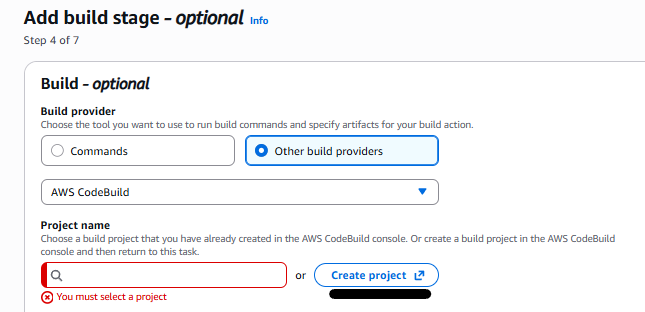 Add build stage - optional Info
Step 4 of 7
Build - optional
Build provider
Choose the tool you want to use to run build commands and specify artifacts for your build action.
Commands
Other build providers
AWS CodeBuild
Project name
Choose a build project that you have already created in the AWS CodeBuild console. Or create a build project in the AWS CodeBuild
console and then return to this task.
or
Create project
You must select a project